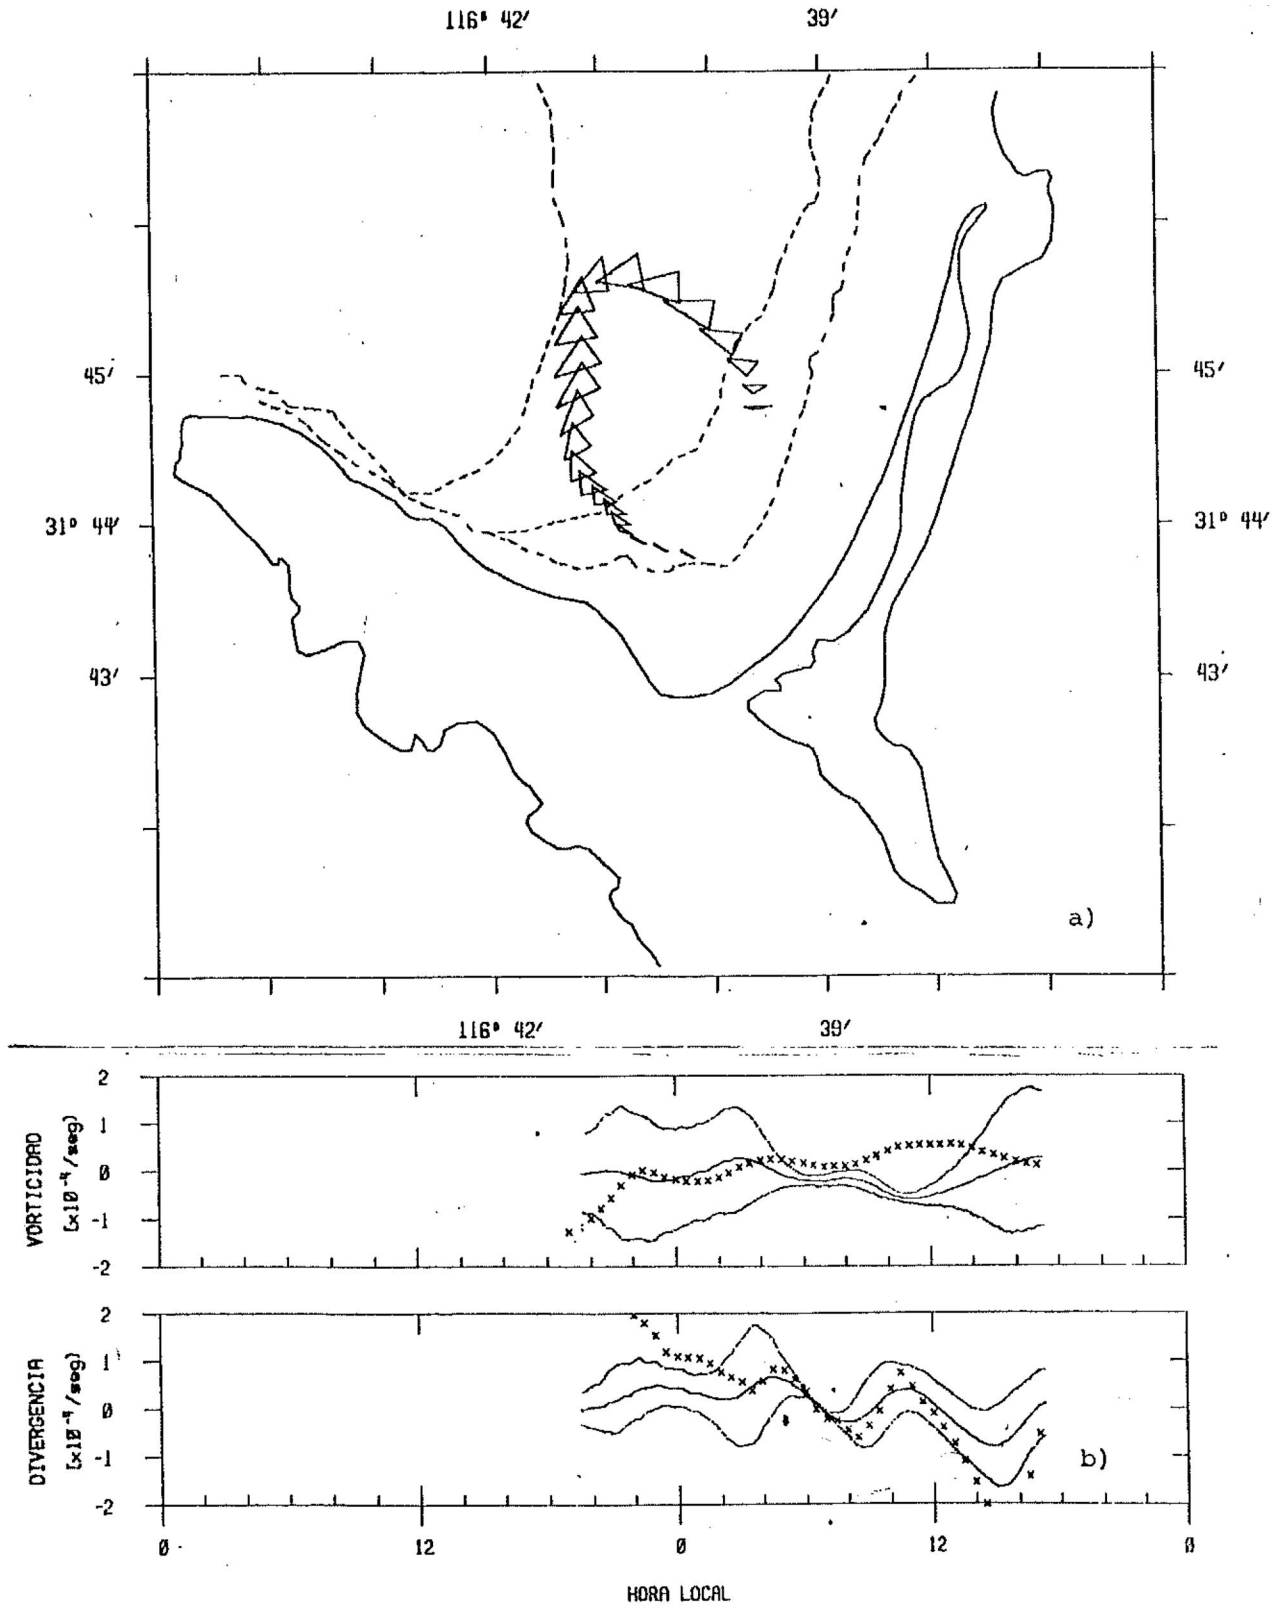 116° 42′ 39′
45′ 45′
31° 44′ 31° 44′
43′ 43′
a)
116° 42′ 39′
VORTICIDAD
[x10⁻⁴/seg)
2
1
0
-1
-2
DIVERGENCIA
[x10⁻⁴/seg)
2
1
0
-1
-2
b)
0 12 0 12 0
HORA LOCAL